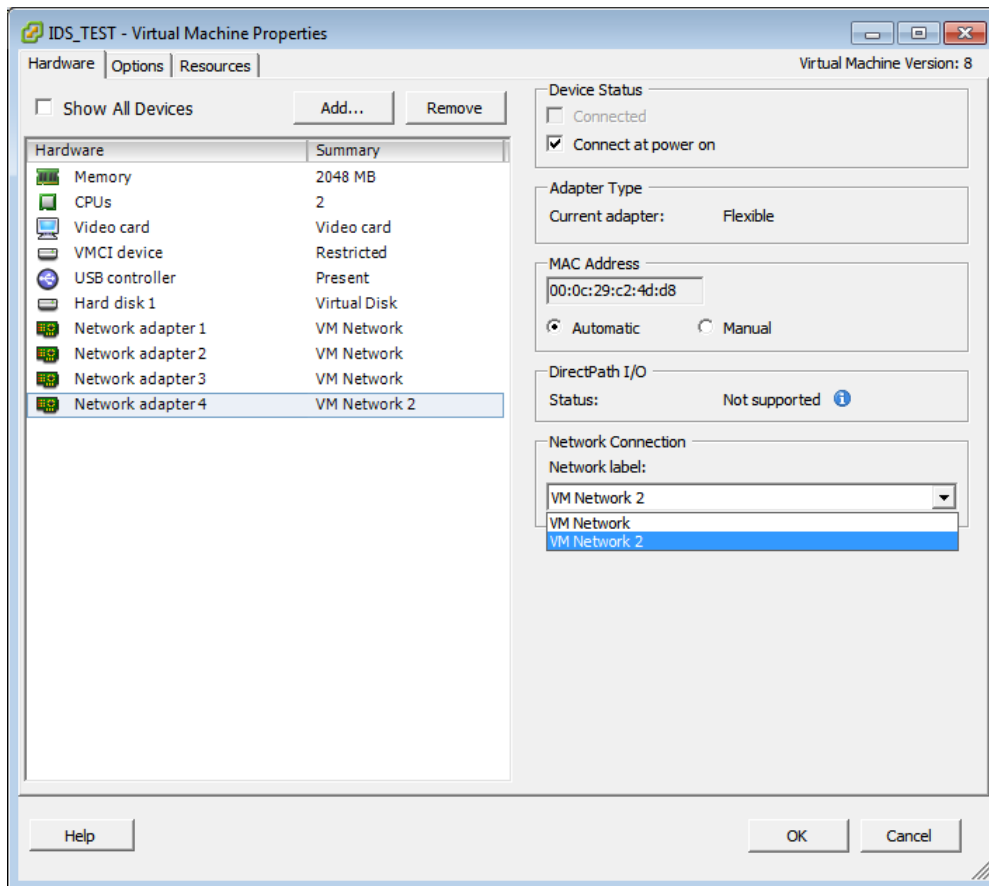 IDS_TEST - Virtual Machine Properties
Hardware Options Resources
Virtual Machine Version: 8
Show All Devices
Add...
Remove
Hardware Summary
Memory 2048 MB
CPUs 2
Video card Video card
VMCI device Restricted
USB controller Present
Hard disk 1 Virtual Disk
Network adapter 1 VM Network
Network adapter 2 VM Network
Network adapter 3 VM Network
Network adapter 4 VM Network 2
Device Status
Connected
Connect at power on
Adapter Type
Current adapter: Flexible
MAC Address
00:0c:29:c2:4d:d8
Automatic Manual
DirectPath I/O
Status: Not supported
Network Connection
Network label:
VM Network 2
VM Network
VM Network 2
Help
OK
Cancel